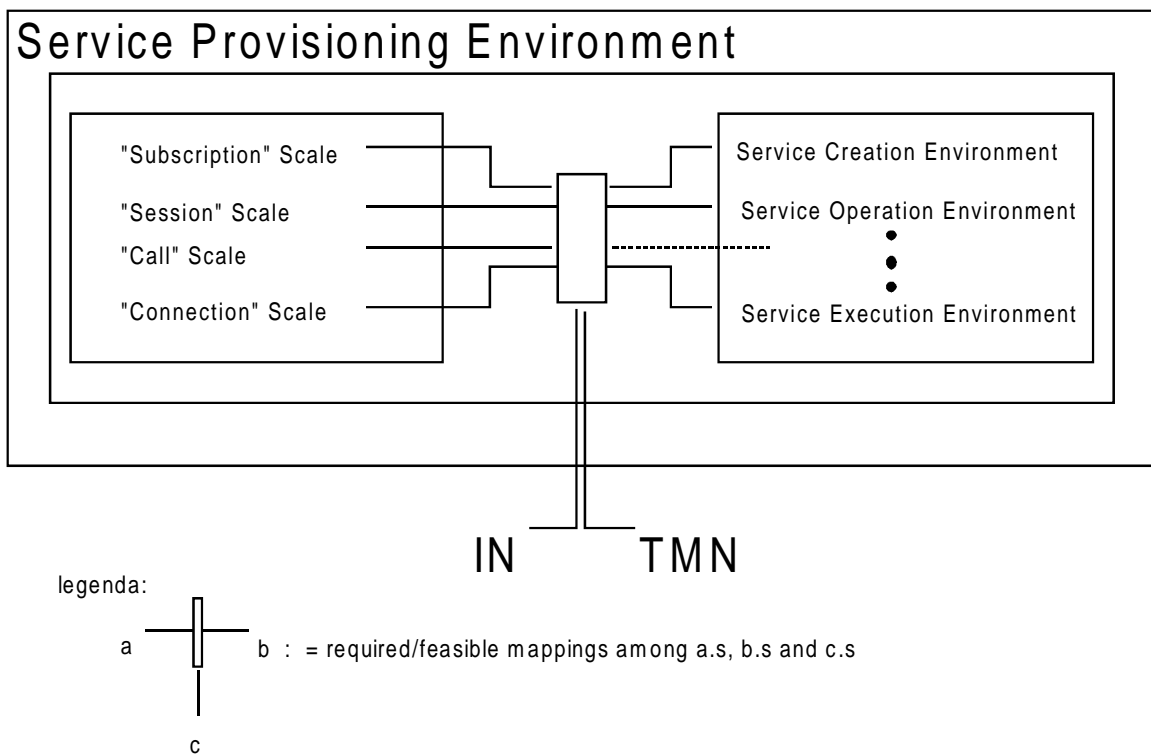 Service Provisioning Environment
"Subscription" Scale
"Session" Scale
"Call" Scale
"Connection" Scale
Service Creation Environment
Service Operation Environment
Service Execution Environment
IN TMN
legenda:
a b : = required/feasible mappings among a.s, b.s and c.s
c